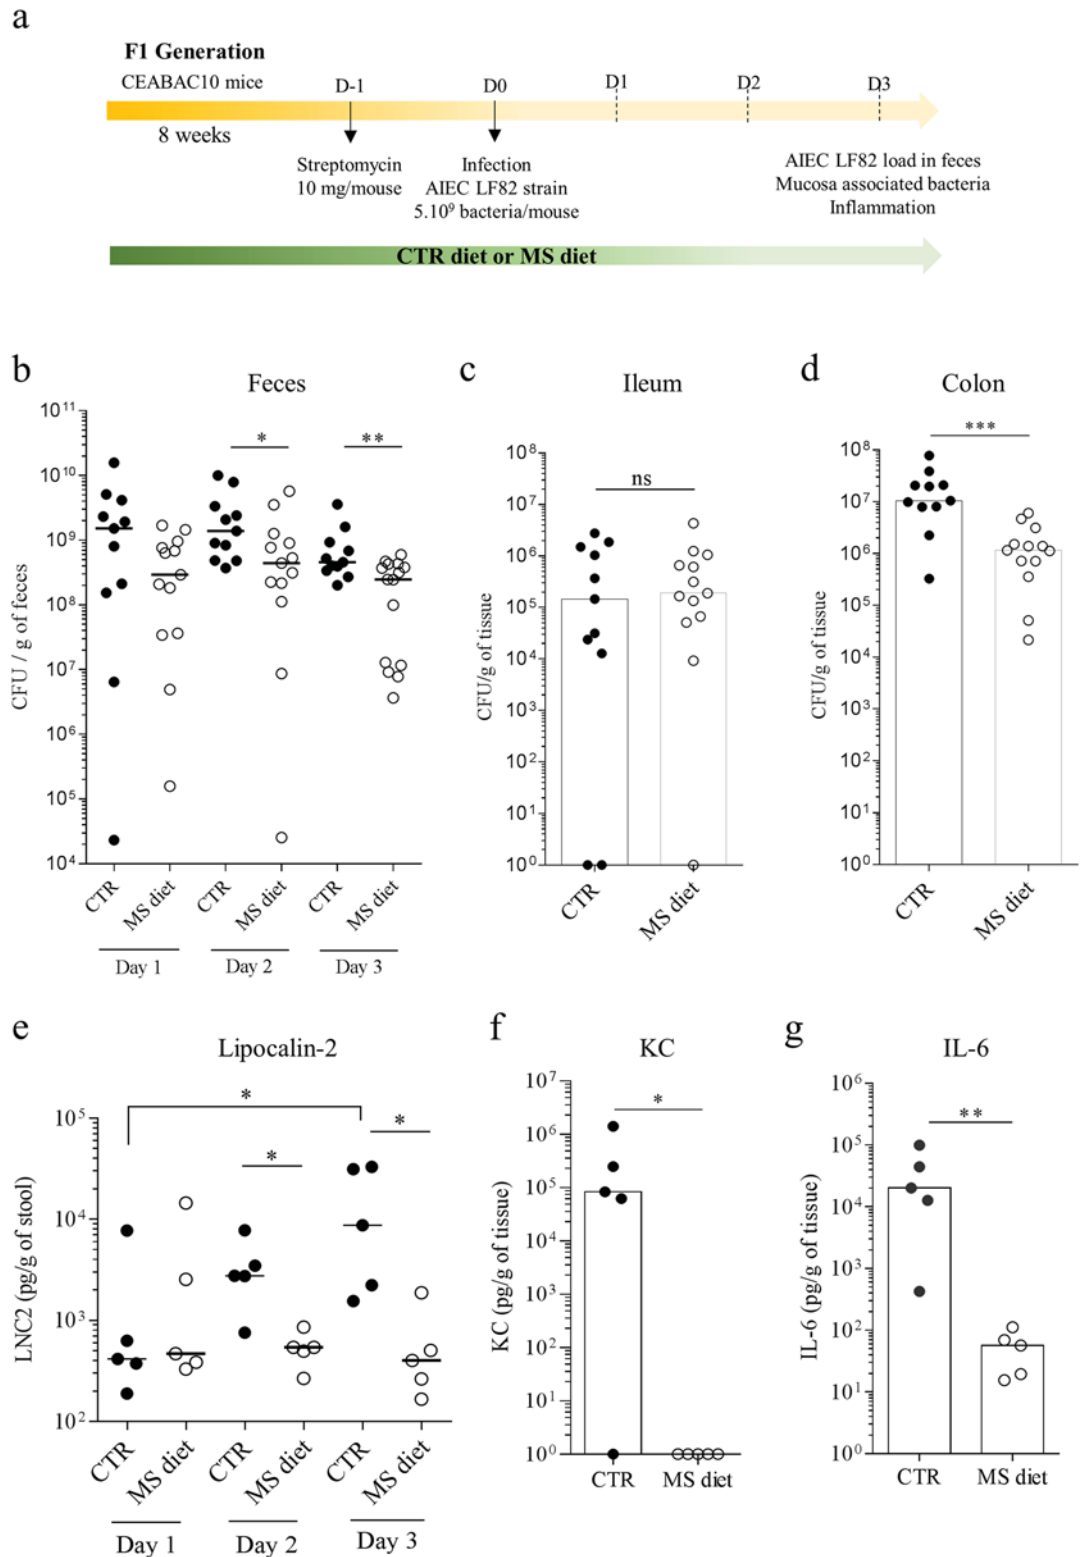 a
F1 Generation
CEABAC10 mice
D-1
D0
D1
D2
D3
8 weeks
Streptomycin
10 mg/mouse
Infection
AIEC LF82 strain
5.10⁹ bacteria/mouse
AIEC LF82 load in feces
Mucosa associated bacteria
Inflammation
CTR diet or MS diet
b
Feces
CFU / g of feces
10¹¹
10¹⁰
10⁹
10⁸
10⁷
10⁶
10⁵
10⁴
*
**
CTR
MS diet
CTR
MS diet
CTR
MS diet
Day 1
Day 2
Day 3
c
Ileum
CFU/g of tissue
10⁸
10⁷
10⁶
10⁵
10⁴
10³
10²
10¹
10⁰
ns
CTR
MS diet
d
Colon
CFU/g of tissue
10⁸
10⁷
10⁶
10⁵
10⁴
10³
10²
10¹
10⁰
***
CTR
MS diet
e
Lipocalin-2
LNC2 (pg/g of stool)
10⁵
10⁴
10³
10²
*
*
*
CTR
MS diet
CTR
MS diet
CTR
MS diet
Day 1
Day 2
Day 3
f
KC
KC (pg/g of tissue)
10⁷
10⁶
10⁵
10⁴
10³
10²
10¹
10⁰
*
CTR
MS diet
g
IL-6
IL-6 (pg/g of tissue)
10⁶
10⁵
10⁴
10³
10²
10¹
10⁰
**
CTR
MS diet